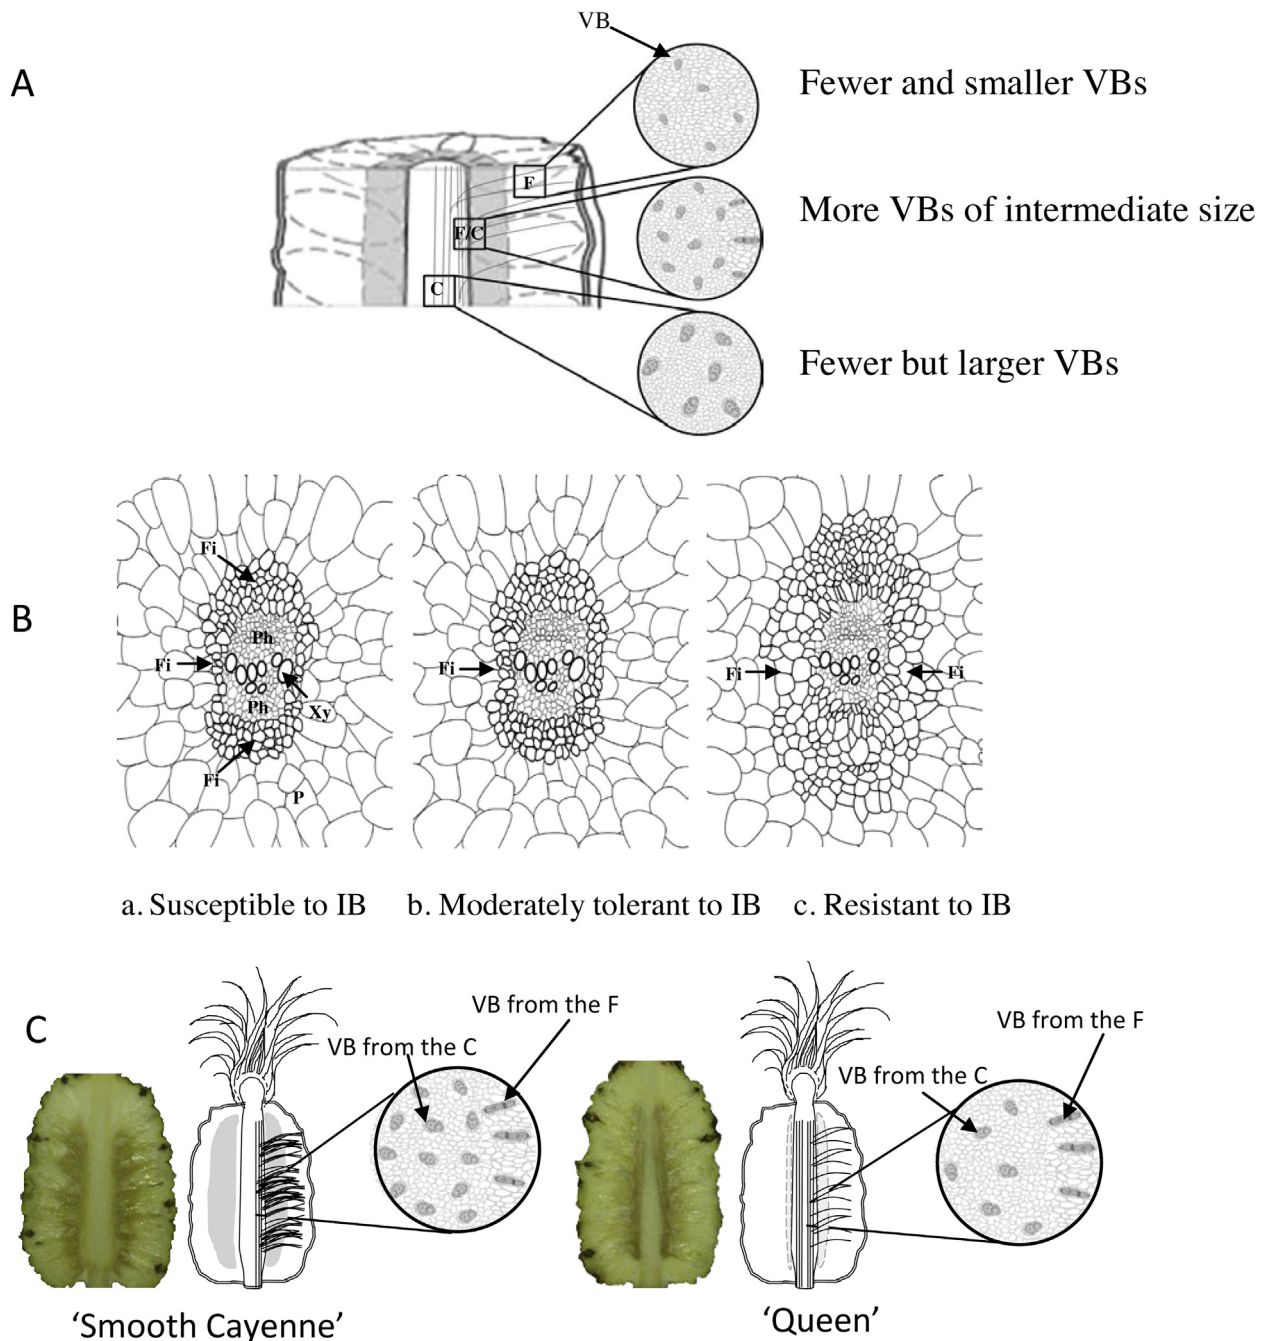 A
VB
Fewer and smaller VBs
F
More VBs of intermediate size
F/C
C
Fewer but larger VBs
B
Fi
Ph
Fi
Ph
Xy
Fi
P
Fi
Fi
Fi
a. Susceptible to IB
b. Moderately tolerant to IB
c. Resistant to IB
C
VB from the F
VB from the C
VB from the F
VB from the C
‘Smooth Cayenne’
‘Queen’